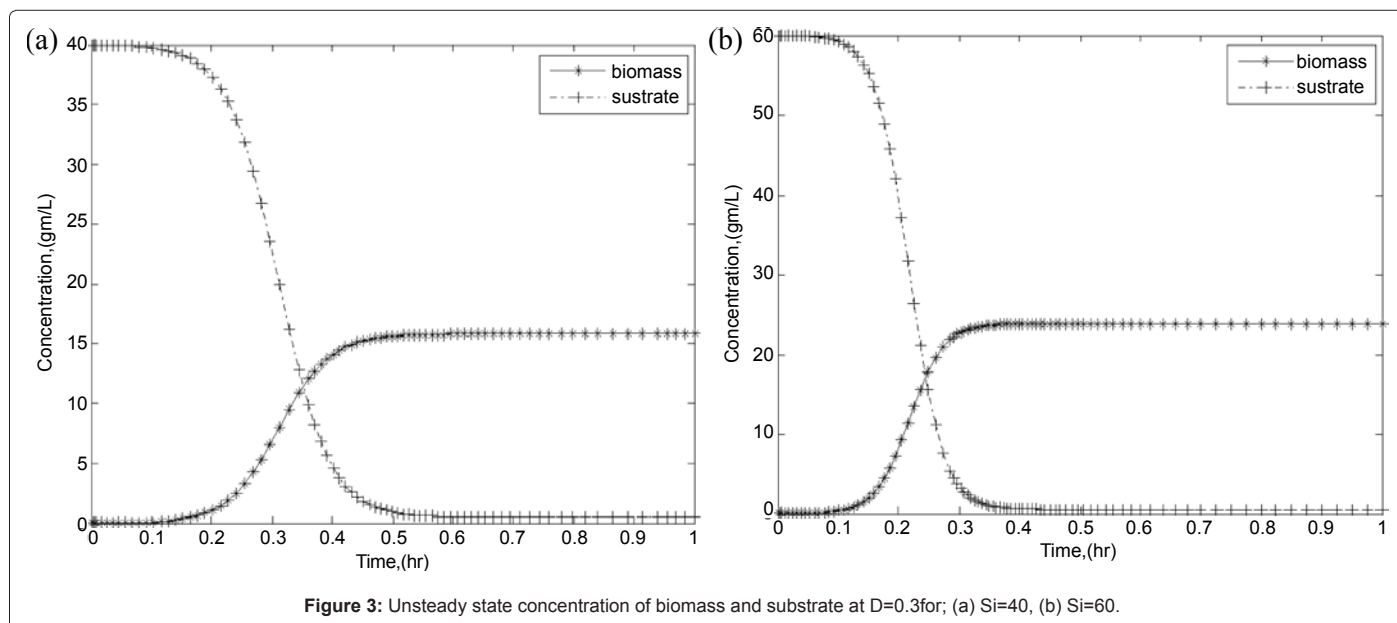 (a)
40
35
30
25
20
15
10
5
0
Concentration,(gm/L)
biomass
sustrate
0 0.1 0.2 0.3 0.4 0.5 0.6 0.7 0.8 0.9 1
Time,(hr)
(b)
60
50
40
30
20
10
0
Concentration,(gm/L)
biomass
sustrate
0 0.1 0.2 0.3 0.4 0.5 0.6 0.7 0.8 0.9 1
Time,(hr)
Figure 3: Unsteady state concentration of biomass and substrate at D=0.3for; (a) Si=40, (b) Si=60.